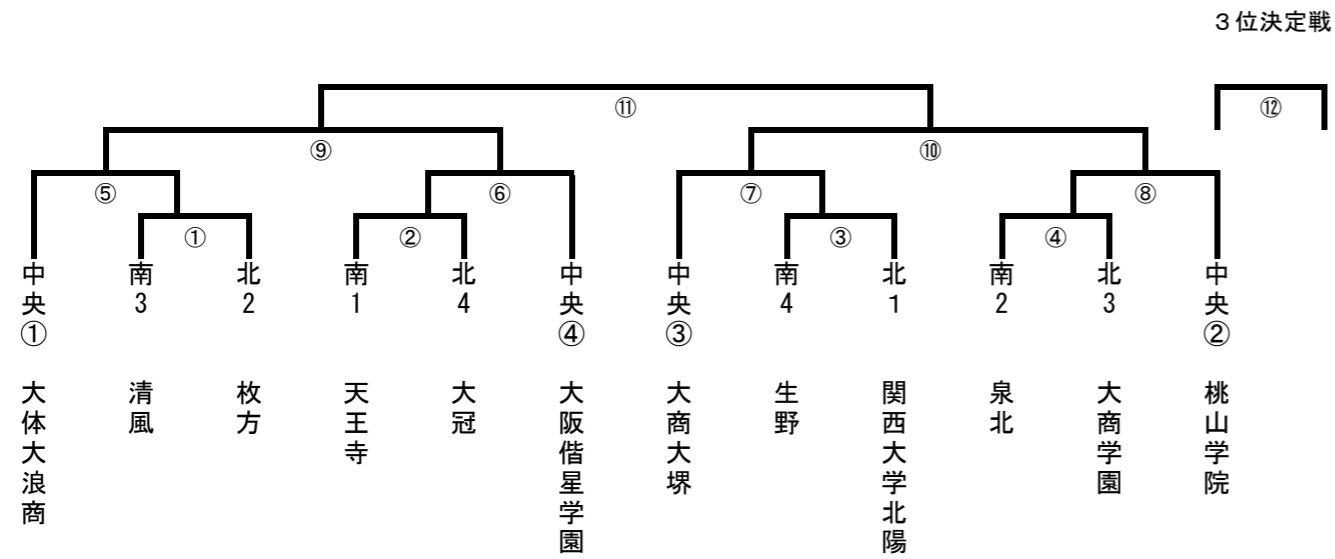 ３位決定戦
⑪
⑫
⑨
⑩
⑤
⑥
⑦
⑧
①
②
③
④
中央①
南3
北2
南1
北4
中央④
中央③
南4
北1
南2
北3
中央②
大体大浪商
清風
枚方
天王寺
大冠
大阪偕星学園
大商大堺
生野
関西大学北陽
泉北
大商学園
桃山学院